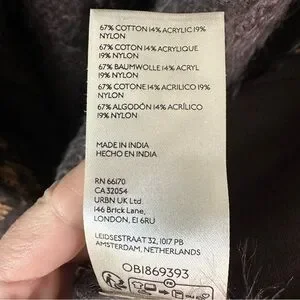 67% COTTON 14% ACRYLIC 19%
NYLON
67% COTON 14% ACRYLIQUE
19% NYLON
67% BAUMWOLLE 14% ACRYL
19% NYLON
67% COTONE 14% ACRILICO 19%
NYLON
67% ALGODÓN 14% ACRÍLICO
19% NYLON
MADE IN INDIA
HECHO EN INDIA
RN 66170
CA 32054
URBN UK Ltd
146 Brick Lane,
LONDON, E1 6RU
LEIDSESTRAAT 32, 1017 PB
AMSTERDAM, NETHERLANDS
OB1869393